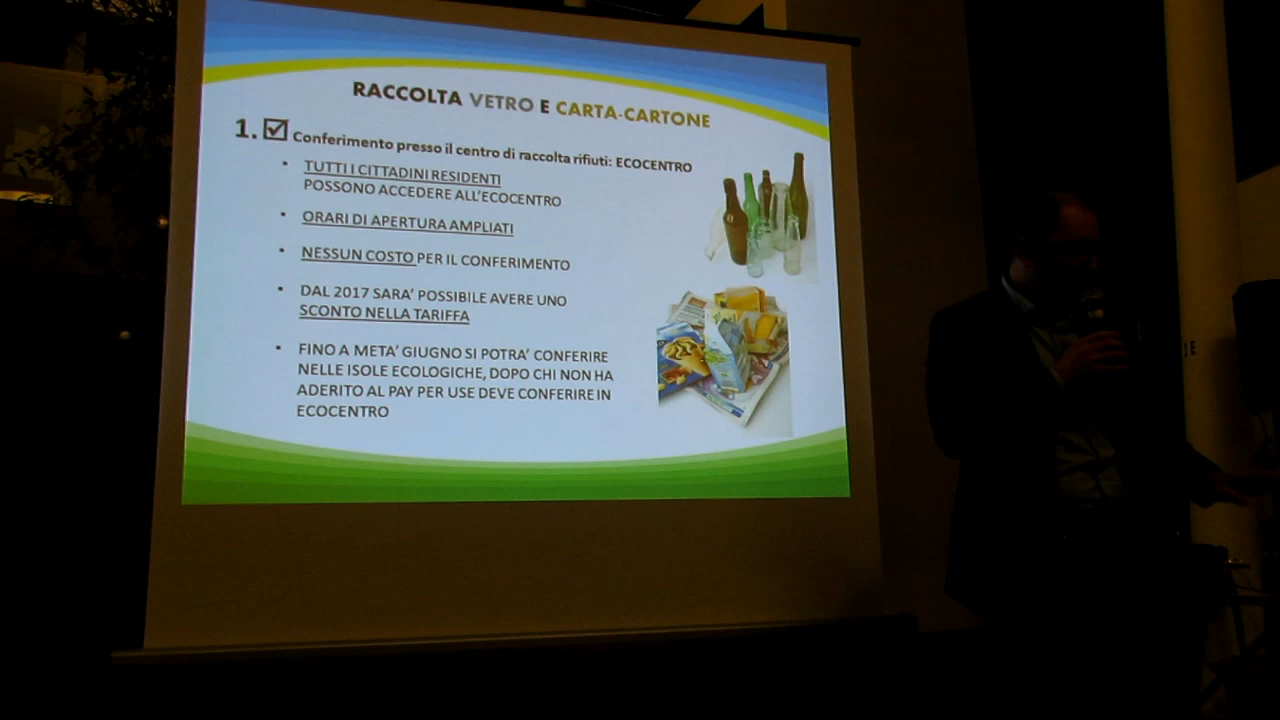 RACCOLTA VETRO E CARTA-CARTONE
1. Conferimento presso il centro di raccolta rifiuti: ECOCENTRO
• TUTTI I CITTADINI RESIDENTI
POSSONO ACCEDERE ALL'ECOCENTRO
• ORARI DI APERTURA AMPLIATI
• NESSUN COSTO PER IL CONFERIMENTO
• DAL 2017 SARA' POSSIBILE AVERE UNO
SCONTO NELLA TARIFFA
• FINO A META' GIUGNO SI POTRA' CONFERIRE
NELLE ISOLE ECOLOGICHE, DOPO CHI NON HA
ADERITO AL PAY PER USE DEVE CONFERIRE IN
ECOCENTRO